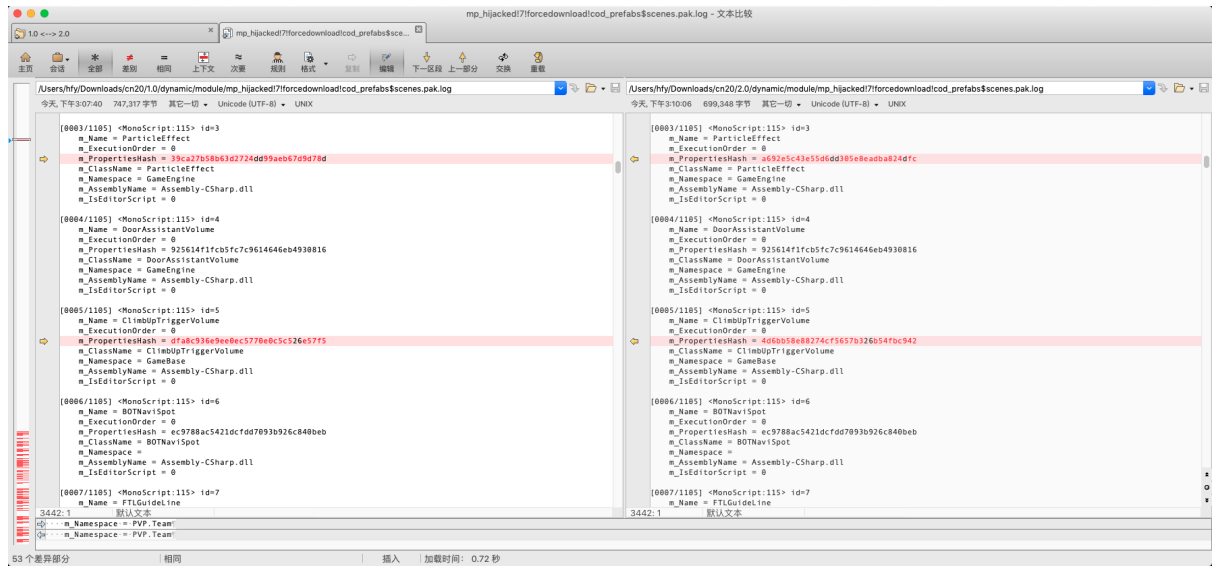 mp_hijacked!7!forcedownload!cod_prefabs$scenes.pak.log - 文本比较
1.0 <--> 2.0
mp_hijacked!7!forcedownload!cod_prefabs$sce...
主页 会话 全部 差别 相同 上下文 次要 规则 格式 复制 编辑 下一区段 上一部分 交换 重载
/Users/hfy/Downloads/cn20/1.0/dynamic/module/mp_hijacked!7!forcedownload!cod_prefabs$scenes.pak.log
今天, 下午3:07:40 747,317 字节 其它一切 Unicode (UTF-8) UNIX
[0003/1105] <MonoScript:115> id=3
m_Name = ParticleEffect
m_ExecutionOrder = 0
m_PropertiesHash = 39ca27b58b63d2724dd99aeb67d9d78d
m_ClassName = ParticleEffect
m_Namespace = GameEngine
m_AssemblyName = Assembly-CSharp.dll
m_IsEditorScript = 0
[0004/1105] <MonoScript:115> id=4
m_Name = DoorAssistantVolume
m_ExecutionOrder = 0
m_PropertiesHash = 925614f1fcb5fc7c9614646eb4930816
m_ClassName = DoorAssistantVolume
m_Namespace = GameEngine
m_AssemblyName = Assembly-CSharp.dll
m_IsEditorScript = 0
[0005/1105] <MonoScript:115> id=5
m_Name = ClimbUpTriggerVolume
m_ExecutionOrder = 0
m_PropertiesHash = dfa8c936e9ee0ec5770e0c5c526e57f5
m_ClassName = ClimbUpTriggerVolume
m_Namespace = GameBase
m_AssemblyName = Assembly-CSharp.dll
m_IsEditorScript = 0
[0006/1105] <MonoScript:115> id=6
m_Name = BOTNaviSpot
m_ExecutionOrder = 0
m_PropertiesHash = ec9788ac5421dcfdd7093b926c840beb
m_ClassName = BOTNaviSpot
m_Namespace =
m_AssemblyName = Assembly-CSharp.dll
m_IsEditorScript = 0
[0007/1105] <MonoScript:115> id=7
m_Name = FTLGuideLine
3442: 1 默认文本
/Users/hfy/Downloads/cn20/2.0/dynamic/module/mp_hijacked!7!forcedownload!cod_prefabs$scenes.pak.log
今天, 下午3:10:06 699,348 字节 其它一切 Unicode (UTF-8) UNIX
[0003/1105] <MonoScript:115> id=3
m_Name = ParticleEffect
m_ExecutionOrder = 0
m_PropertiesHash = a692e5c43e55d6dd305e8eadba824dfc
m_ClassName = ParticleEffect
m_Namespace = GameEngine
m_AssemblyName = Assembly-CSharp.dll
m_IsEditorScript = 0
[0004/1105] <MonoScript:115> id=4
m_Name = DoorAssistantVolume
m_ExecutionOrder = 0
m_PropertiesHash = 925614f1fcb5fc7c9614646eb4930816
m_ClassName = DoorAssistantVolume
m_Namespace = GameEngine
m_AssemblyName = Assembly-CSharp.dll
m_IsEditorScript = 0
[0005/1105] <MonoScript:115> id=5
m_Name = ClimbUpTriggerVolume
m_ExecutionOrder = 0
m_PropertiesHash = 4d6bb58e88274cf5657b326b54fbc942
m_ClassName = ClimbUpTriggerVolume
m_Namespace = GameBase
m_AssemblyName = Assembly-CSharp.dll
m_IsEditorScript = 0
[0006/1105] <MonoScript:115> id=6
m_Name = BOTNaviSpot
m_ExecutionOrder = 0
m_PropertiesHash = ec9788ac5421dcfdd7093b926c840beb
m_ClassName = BOTNaviSpot
m_Namespace =
m_AssemblyName = Assembly-CSharp.dll
m_IsEditorScript = 0
[0007/1105] <MonoScript:115> id=7
m_Name = FTLGuideLine
3442: 1 默认文本
····m_Namespace·=·PVP.Team¶
····m_Namespace·=·PVP.Team¶
53 个差异部分 相同 插入 加载时间: 0.72 秒